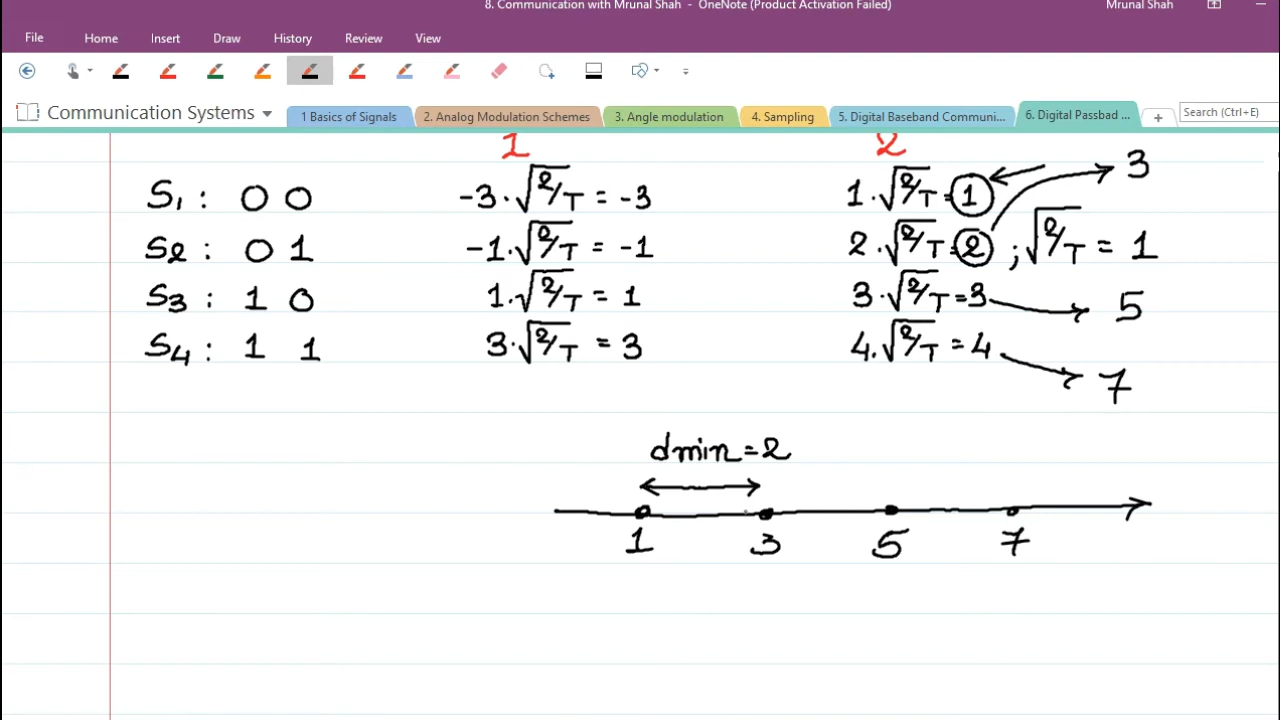 8. Communication with Mrunal Shah - OneNote (Product Activation Failed)
Mrunal Shah
File Home Insert Draw History Review View
Communication Systems
1 Basics of Signals
2. Analog Modulation Schemes
3. Angle modulation
4. Sampling
5. Digital Baseband Communi...
6. Digital Passbad ...
Search (Ctrl+E)
1 2
S₁ : 0 0 -3·√2/T = -3 1·√2/T = 1 3
S2 : 0 1 -1·√2/T = -1 2·√2/T = 2 ; √2/T = 1
S3 : 1 0 1·√2/T = 1 3·√2/T = 3 5
S4 : 1 1 3·√2/T = 3 4·√2/T = 4 7
dmin = 2
1 3 5 7